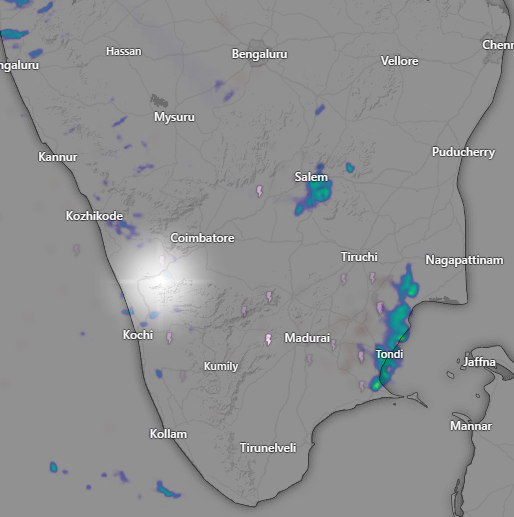 Hassan
Bengaluru
Vellore
Chenn
ngaluru
Mysuru
Kannur
Puducherry
Salem
Kozhikode
Coimbatore
Tiruchi
Nagapattinam
Kochi
Madurai
Tondi
Jaffna
Kumily
Mannar
Kollam
Tirunelveli